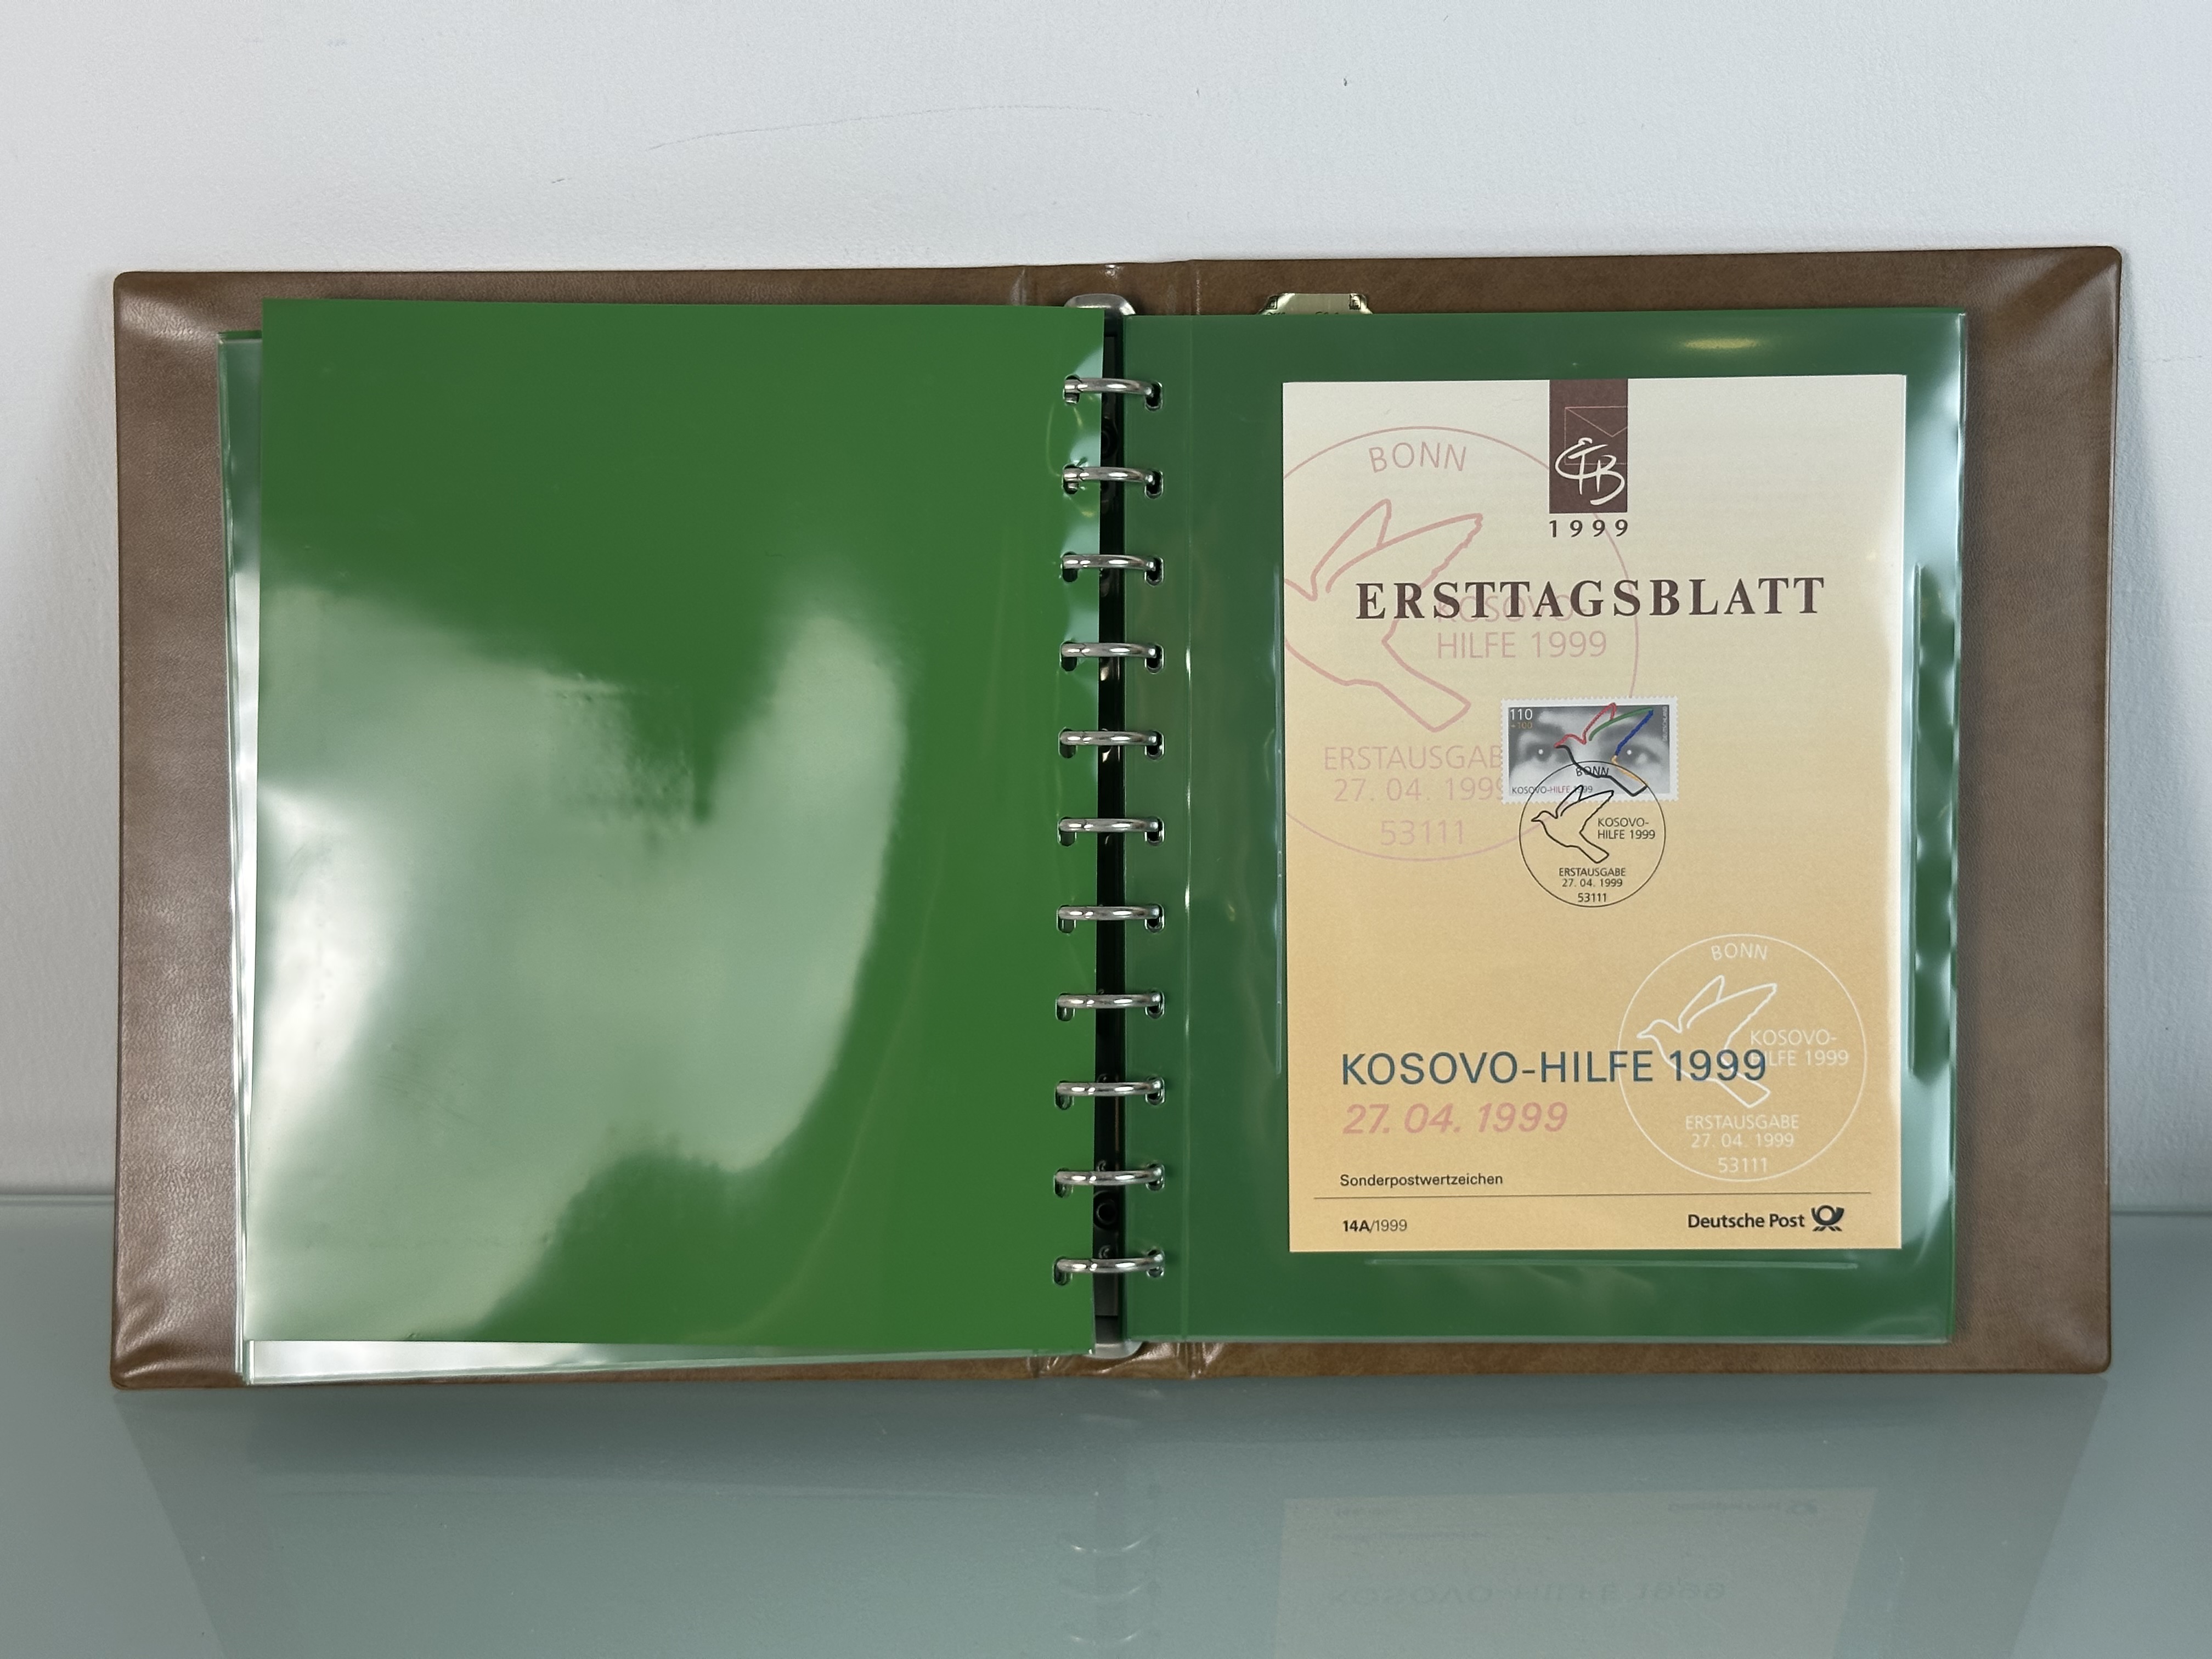 BONN
ETB
1999
ERSTTAGSBLATT
KOSOVO-
HILFE 1999
110
+100
DEUTSCHLAND
KOSOVO-HILFE 1999
ERSTAUSGABE
27. 04. 1999
53111
BONN
KOSOVO-
HILFE 1999
ERSTAUSGABE
27. 04. 1999
53111
BONN
KOSOVO-
HILFE 1999
ERSTAUSGABE
27. 04. 1999
53111
KOSOVO-HILFE 1999
27. 04. 1999
Sonderpostwertzeichen
14A/1999
Deutsche Post